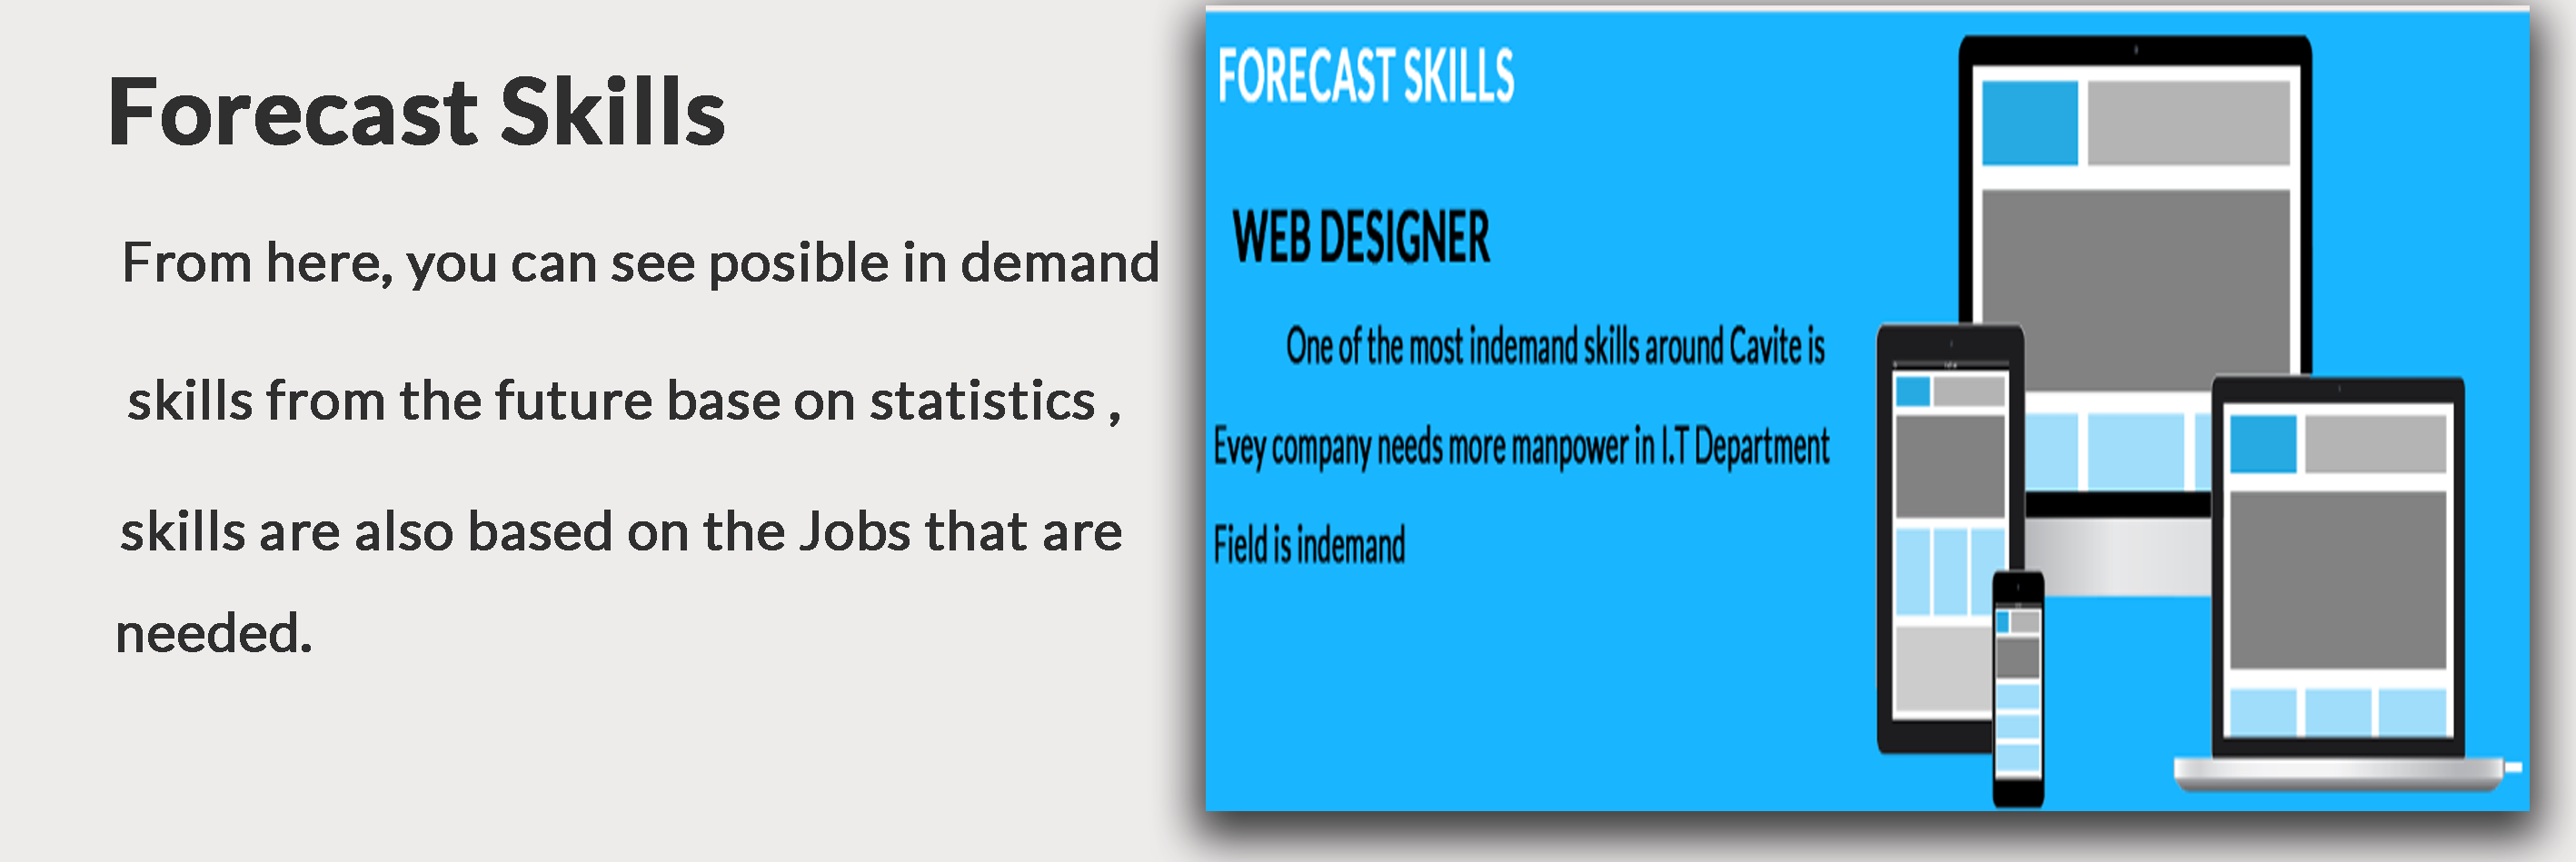 Forecast Skills
From here, you can see posible in demand
skills from the future base on statistics ,
skills are also based on the Jobs that are
needed.
FORECAST SKILLS
WEB DESIGNER
One of the most indemand skills around Cavite is
Evey company needs more manpower in I.T Department
Field is indemand